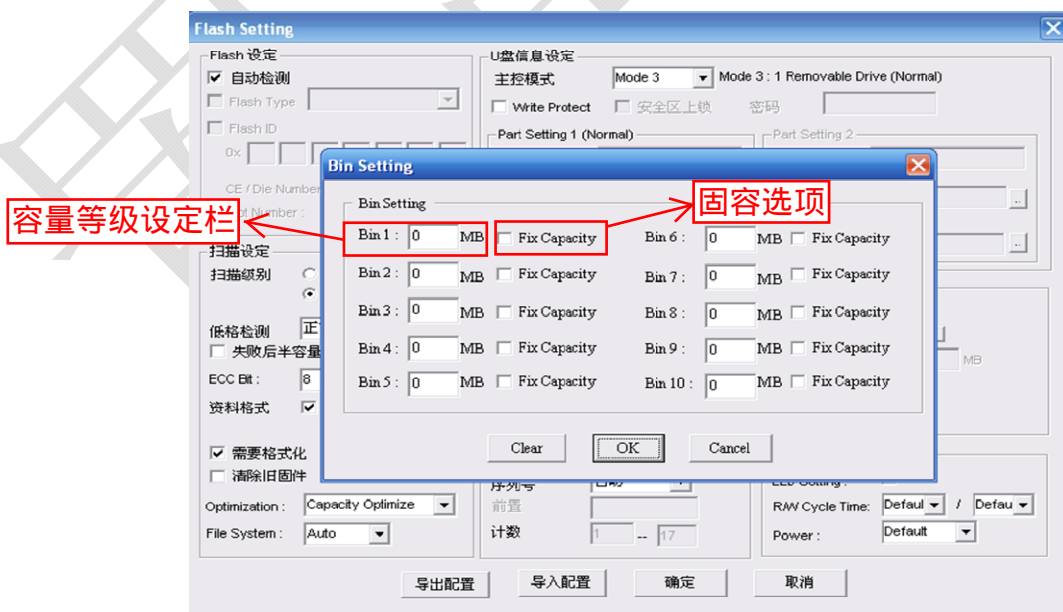 Flash Setting
Flash 设定
自动检测
Flash Type
Flash ID
0x
CE / Die Number
Number :
扫描设定
扫描级别
低格检测
失败后半容量
ECC Bit :
8
资料格式
需要格式化
清除旧固件
Optimization :
Capacity Optimize
File System :
Auto
U盘信息设定
主控模式
Mode 3
Mode 3 : 1 Removable Drive (Normal)
Write Protect
安全区上锁
密码
Part Setting 1 (Normal)
Part Setting 2
..
..
MB
序列号
自动
前置
计数
1
--
17
LED Setting :
R/W Cycle Time:
Defaul
/
Defau
Power :
Default
导出配置
导入配置
确定
取消
Bin Setting
Bin Setting
Bin 1 : 0 MB Fix Capacity
Bin 2 : 0 MB Fix Capacity
Bin 3 : 0 MB Fix Capacity
Bin 4 : 0 MB Fix Capacity
Bin 5 : 0 MB Fix Capacity
Bin 6 : 0 MB Fix Capacity
Bin 7 : 0 MB Fix Capacity
Bin 8 : 0 MB Fix Capacity
Bin 9 : 0 MB Fix Capacity
Bin 10 : 0 MB Fix Capacity
Clear
OK
Cancel
容量等级设定栏
固容选项